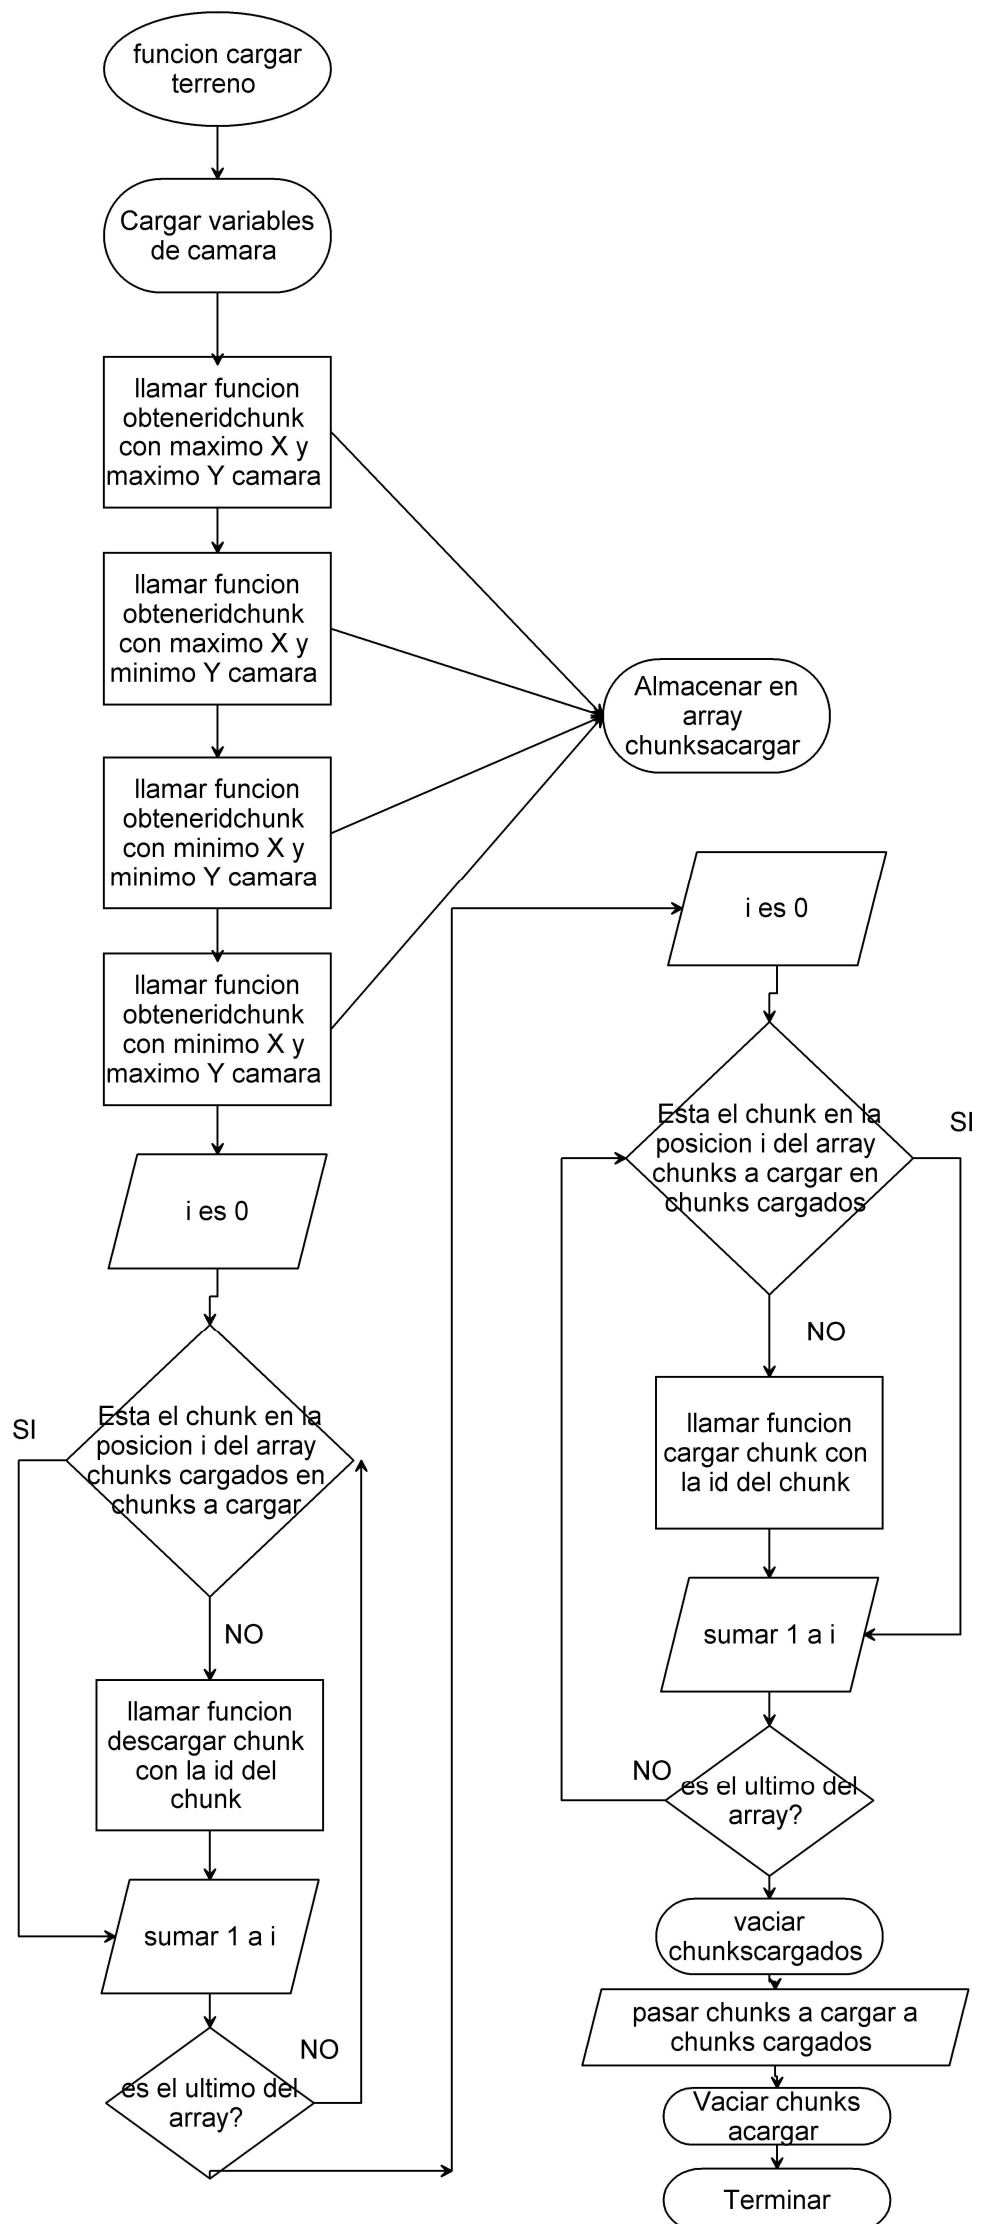 funcion cargar
terreno
Cargar variables
de camara
llamar funcion
obteneridchunk
con maximo X y
maximo Y camara
llamar funcion
obteneridchunk
con maximo X y
minimo Y camara
llamar funcion
obteneridchunk
con minimo X y
minimo Y camara
llamar funcion
obteneridchunk
con minimo X y
maximo Y camara
Almacenar en
array
chunksacargar
i es 0
Esta el chunk en la
posicion i del array
chunks cargados en
chunks a cargar
SI
NO
llamar funcion
descargar chunk
con la id del
chunk
sumar 1 a i
es el ultimo del
array?
NO
i es 0
Esta el chunk en la
posicion i del array
chunks a cargar en
chunks cargados
SI
NO
llamar funcion
cargar chunk con
la id del chunk
sumar 1 a i
es el ultimo del
array?
NO
vaciar
chunkscargados
pasar chunks a cargar a
chunks cargados
Vaciar chunks
acargar
Terminar